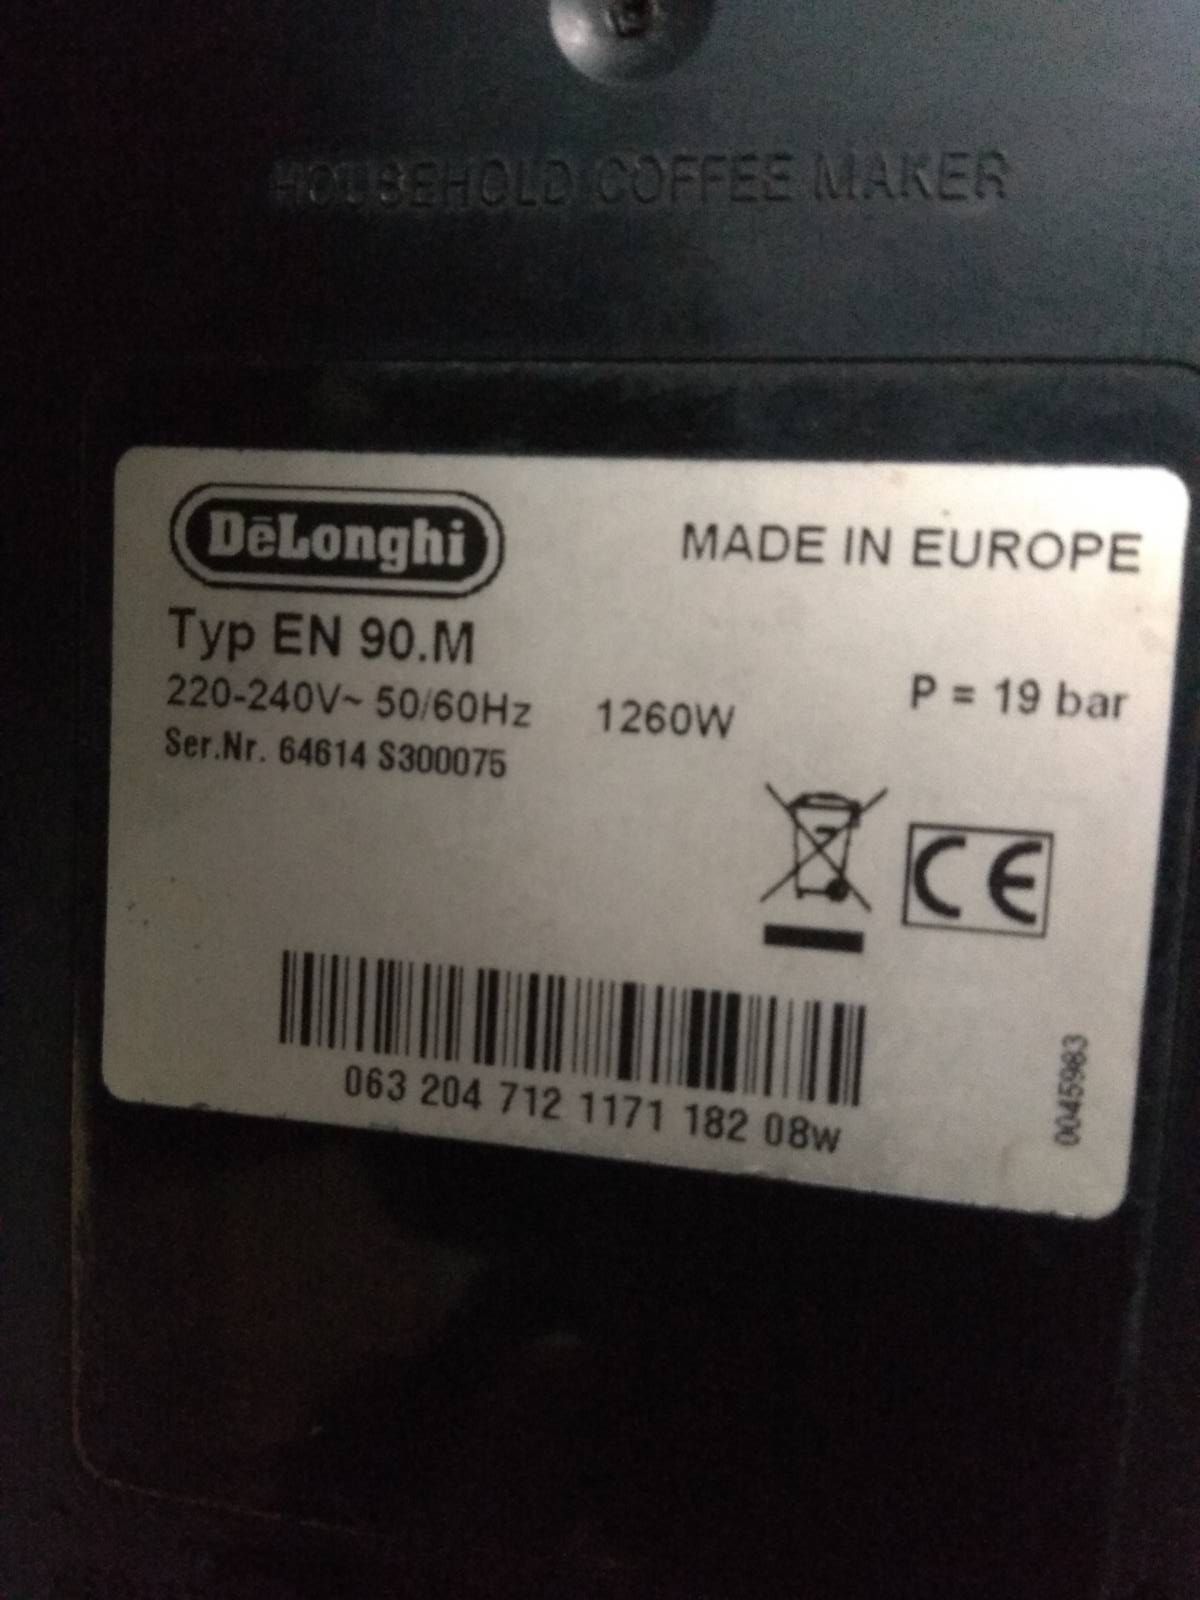 HOUSEHOLD COFFEE MAKER
DēLonghi
MADE IN EUROPE
Typ EN 90.M
220-240V~ 50/60Hz 1260W P = 19 bar
Ser.Nr. 64614 S300075
CE
063 204 712 1171 182 08w
0045983